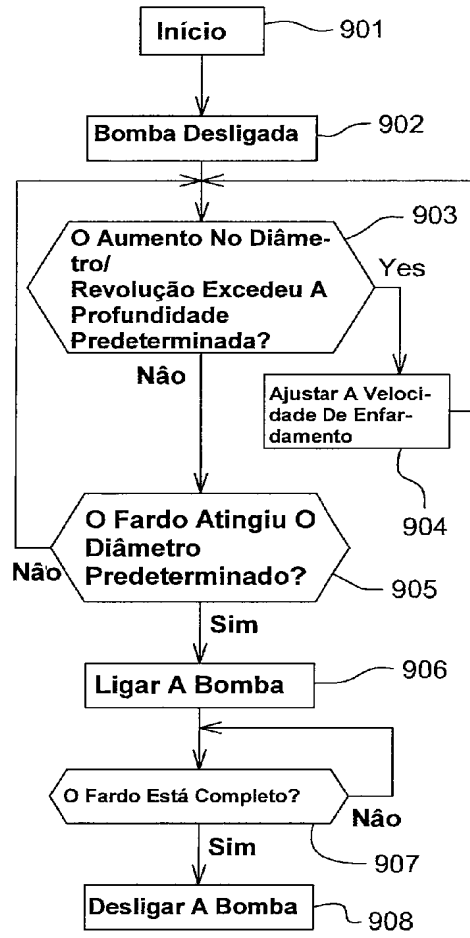 Início
901
Bomba Desligada
902
903
O Aumento No Diâme-
tro/
Revolução Excedeu A
Profundidade
Predeterminada?
Yes
Nâo
Ajustar A Veloci-
dade De Enfar-
damento
904
O Fardo Atingiu O
Diâmetro
Predeterminado?
Nâo
905
Sim
906
Ligar A Bomba
O Fardo Está Completo?
Nâo
Sim
907
Desligar A Bomba
908